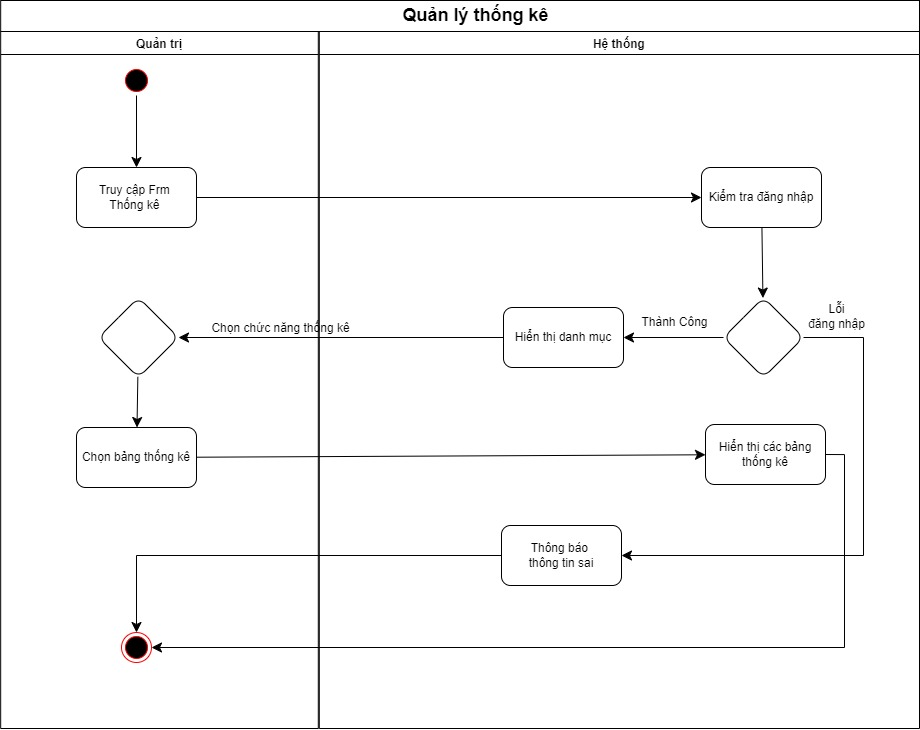 Quản lý thống kê
Quản trị
Hệ thống
Truy cập Frm
Thống kê
Kiểm tra đăng nhập
Chọn chức năng thống kê
Hiển thị danh mục
Thành Công
Lỗi
đăng nhập
Chọn bảng thống kê
Hiển thị các bảng
thống kê
Thông báo
thông tin sai